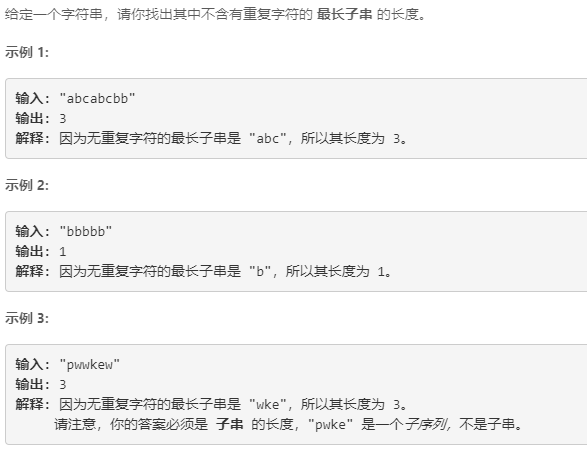 给定一个字符串，请你找出其中不含有重复字符的 最长子串 的长度。
示例 1:
输入: "abcabcbb"
输出: 3
解释: 因为无重复字符的最长子串是 "abc"，所以其长度为 3。
示例 2:
输入: "bbbbb"
输出: 1
解释: 因为无重复字符的最长子串是 "b"，所以其长度为 1。
示例 3:
输入: "pwwkew"
输出: 3
解释: 因为无重复字符的最长子串是 "wke"，所以其长度为 3。
请注意，你的答案必须是 子串 的长度，"pwke" 是一个子序列，不是子串。